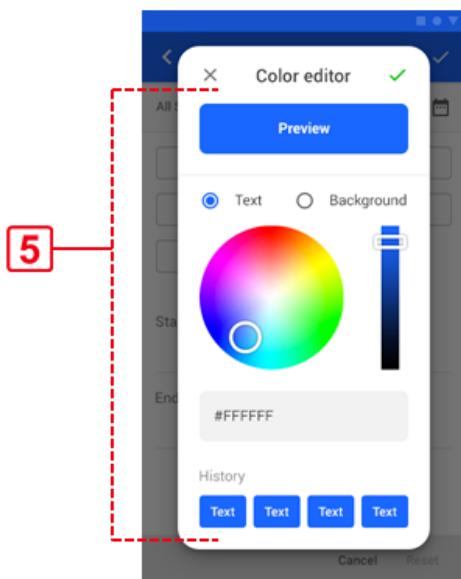 Color editor
All S
Preview
Text Background
5
Sta
End
#FFFFFF
History
Text Text Text Text
Cancel Reset